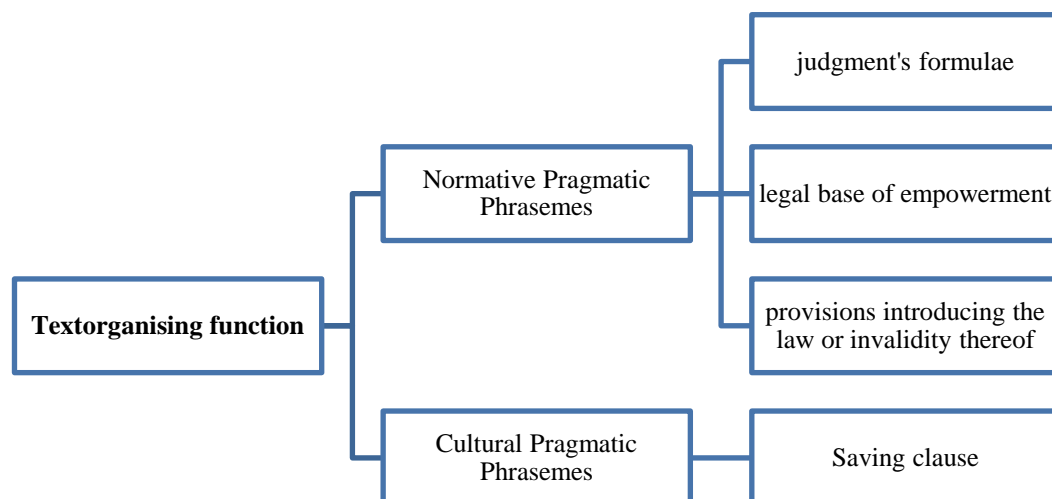 Textorganising function
Normative Pragmatic
Phrasemes
judgment's formulae
legal base of empowerment
provisions introducing the
law or invalidity thereof
Cultural Pragmatic
Phrasemes
Saving clause